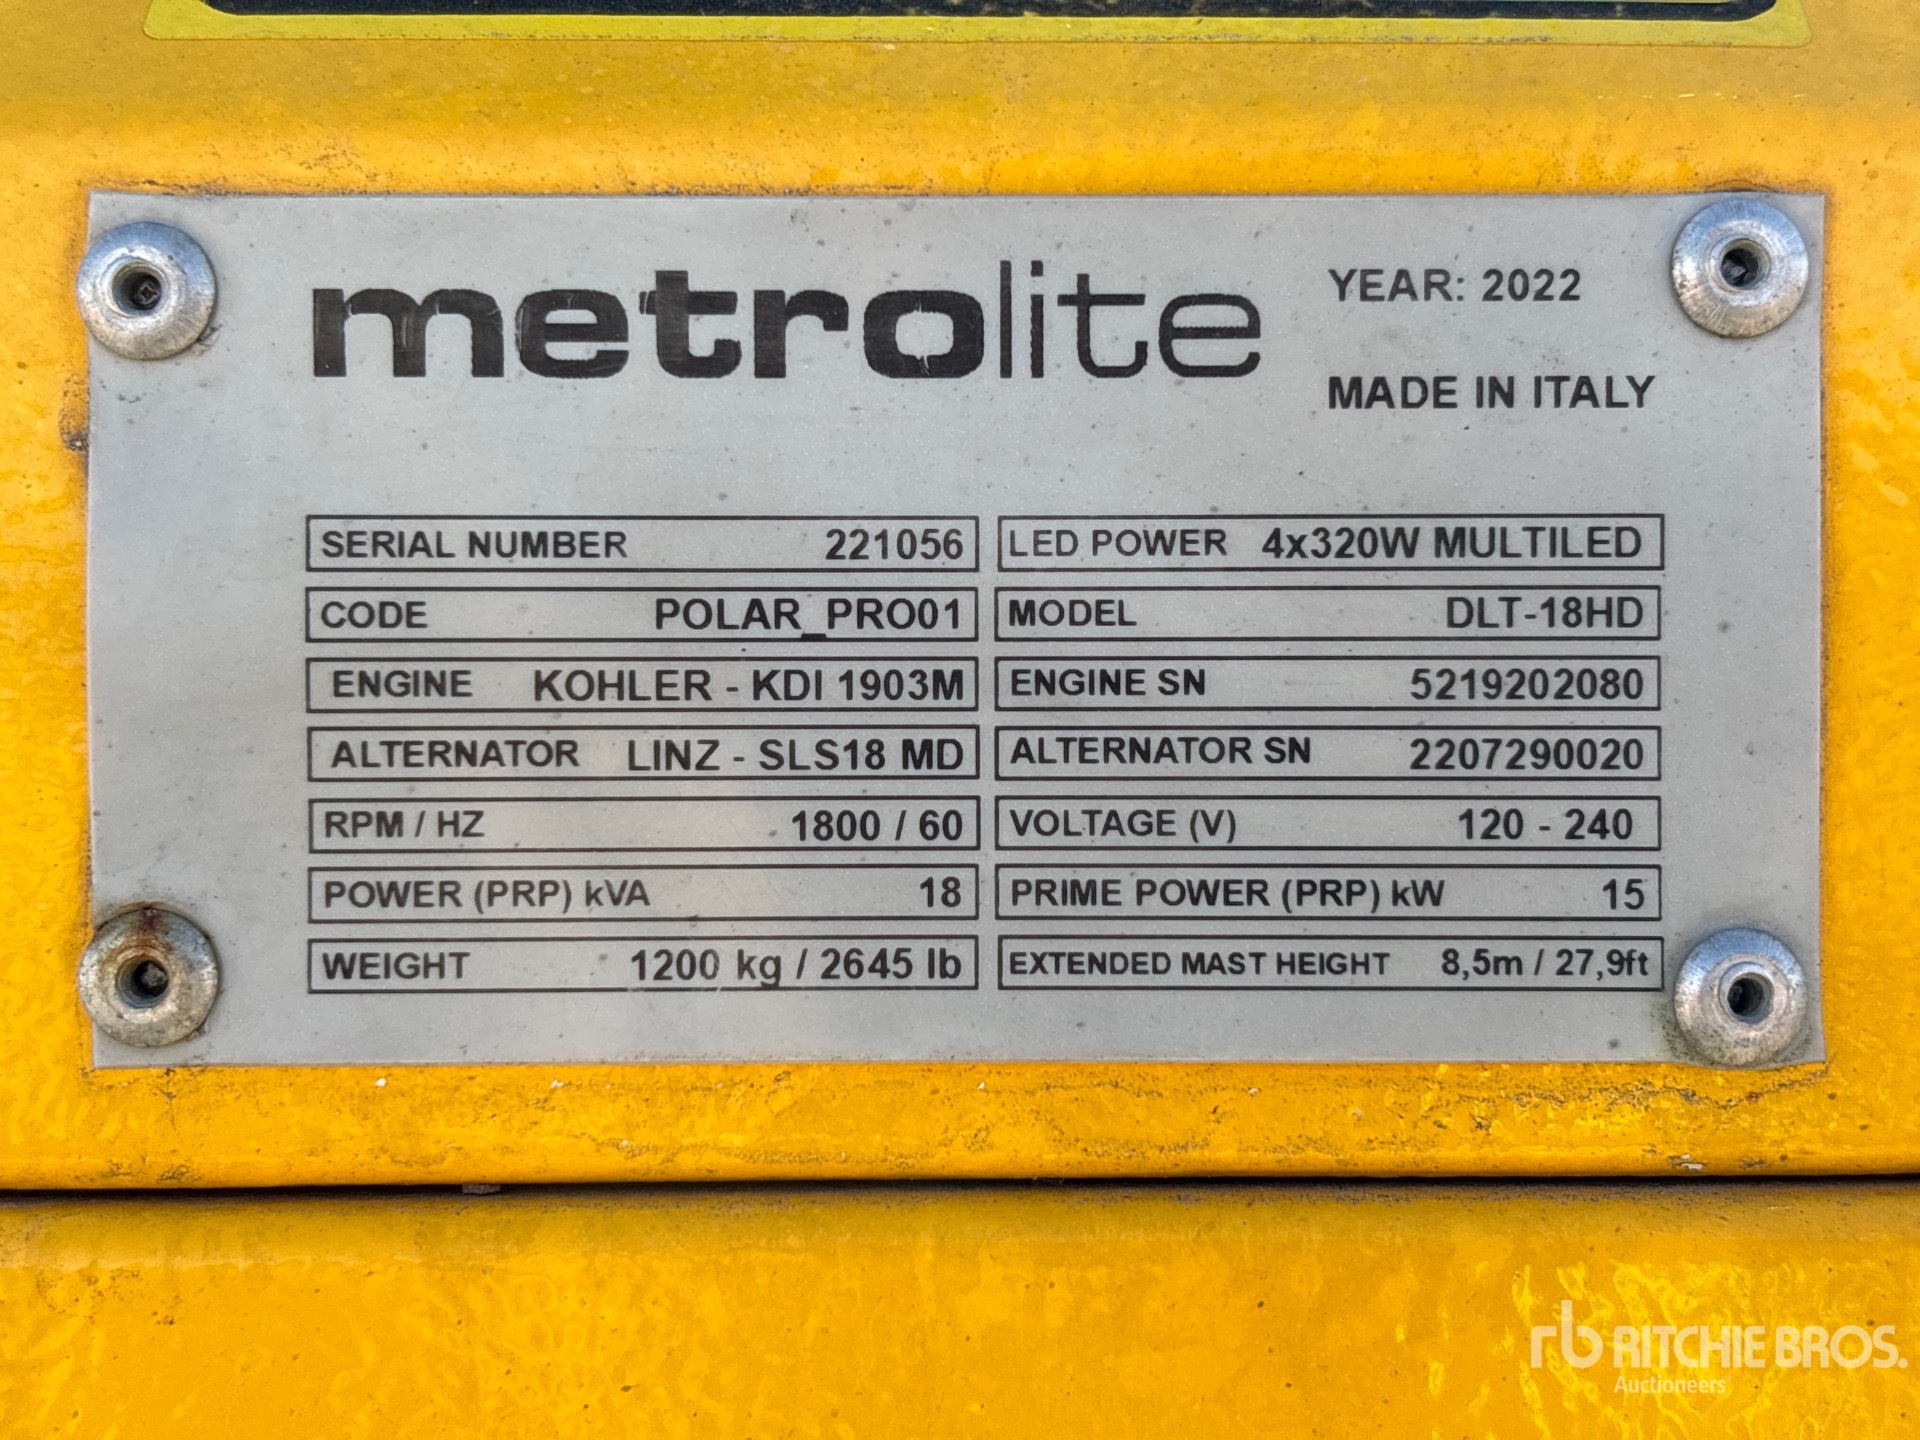 metrolite
YEAR: 2022
MADE IN ITALY
SERIAL NUMBER 221056
LED POWER 4x320W MULTILED
CODE POLAR_PRO01
MODEL DLT-18HD
ENGINE KOHLER - KDI 1903M
ENGINE SN 5219202080
ALTERNATOR LINZ - SLS18 MD
ALTERNATOR SN 2207290020
RPM / HZ 1800 / 60
VOLTAGE (V) 120 - 240
POWER (PRP) kVA 18
PRIME POWER (PRP) kW 15
WEIGHT 1200 kg / 2645 lb
EXTENDED MAST HEIGHT 8,5m / 27,9ft
rb RITCHIE BROS.
Auctioneers